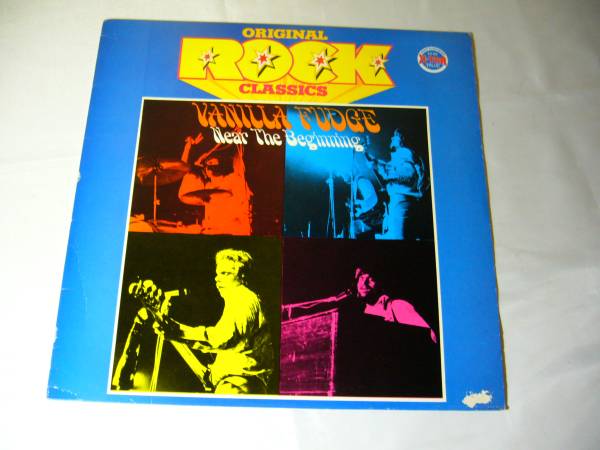 ORIGINAL
ROCK
CLASSICS
VANILLA FUDGE
Near The Beginning